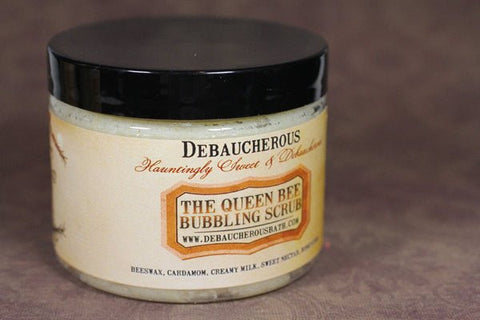 DEBAUCHEROUS
Hauntingly Sweet & Debaucherous
THE QUEEN BEE
BUBBLING SCRUB
WWW.DEBAUCHEROUSBATH.COM
BEESWAX, CARDAMOM, CREAMY MILK, SWEET NECTAR,